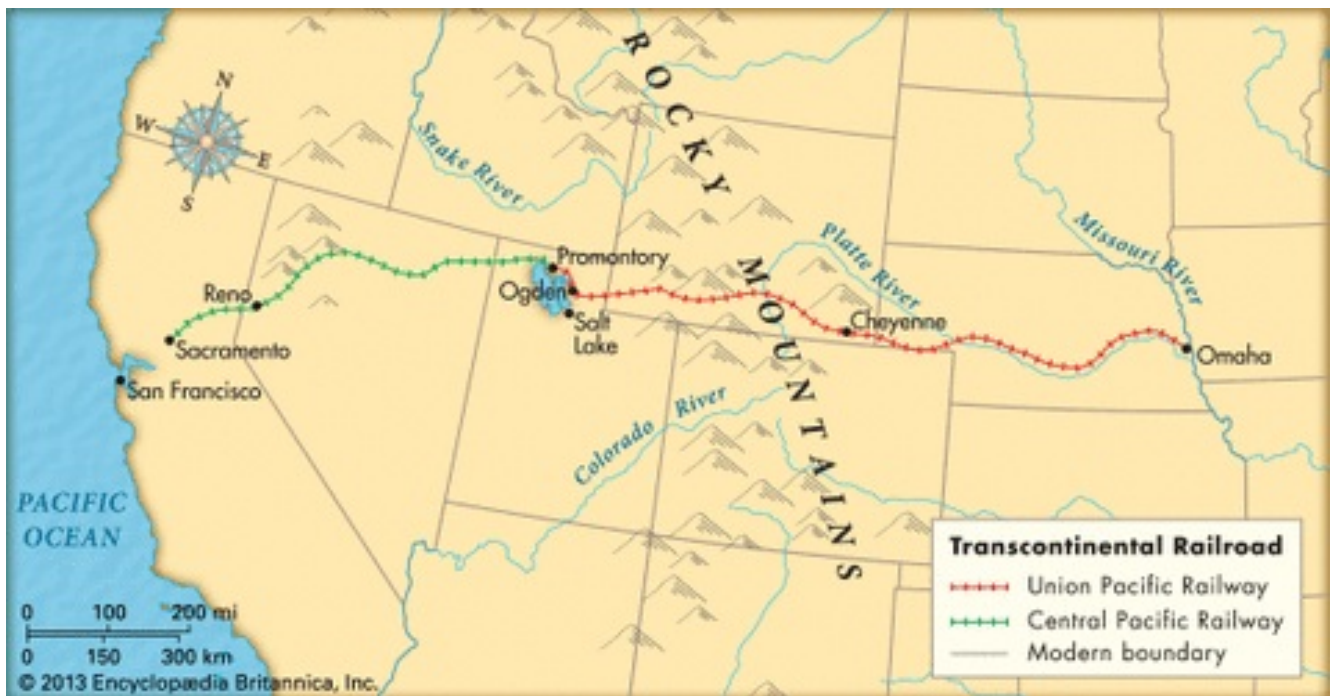 ROCKY
MOUNTAINS
N
W
E
S
Snake River
Missouri River
Platte River
Promontory
Ogden
Salt
Lake
Reno
Cheyenne
Sacramento
Omaha
San Francisco
Colorado River
PACIFIC
OCEAN
Transcontinental Railroad
Union Pacific Railway
Central Pacific Railway
Modern boundary
0 100 200 mi
0 150 300 km
© 2013 Encyclopædia Britannica, Inc.